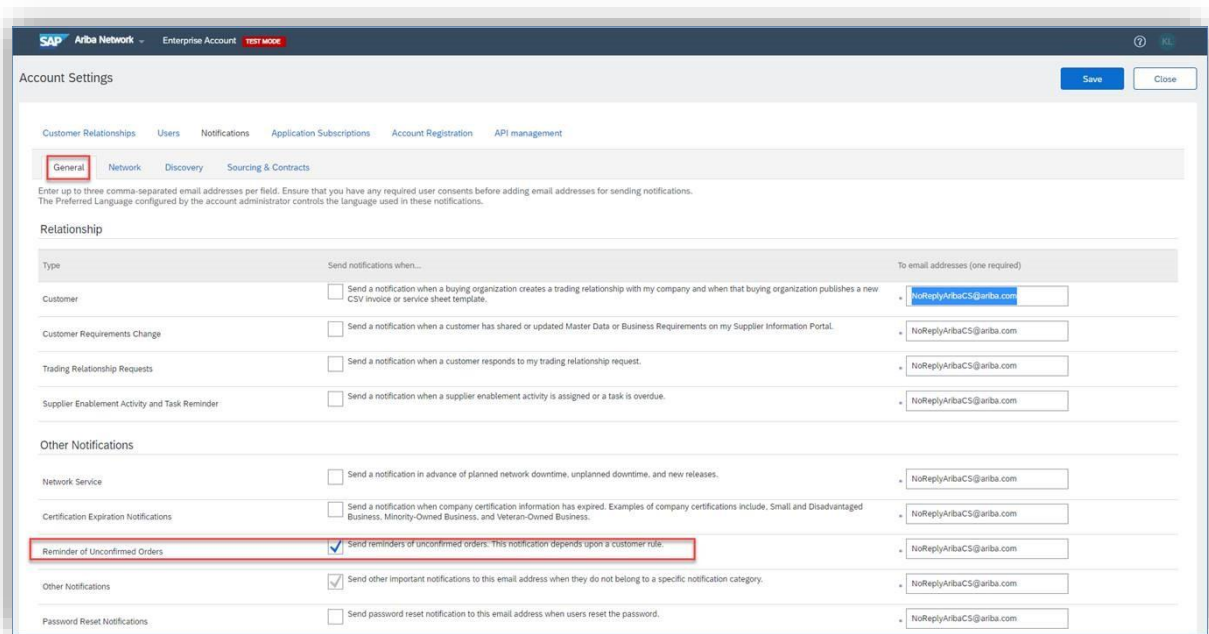 SAP Ariba Network Enterprise Account TEST MODE KL
Account Settings Save Close
Customer Relationships Users Notifications Application Subscriptions Account Registration API management
General Network Discovery Sourcing & Contracts
Enter up to three comma-separated email addresses per field. Ensure that you have any required user consents before adding email addresses for sending notifications.
The Preferred Language configured by the account administrator controls the language used in these notifications.
Relationship
Type Send notifications when... To email addresses (one required)
Customer Send a notification when a buying organization creates a trading relationship with my company and when that buying organization publishes a new
CSV invoice or service sheet template. * NoReplyAribaCS@ariba.com
Customer Requirements Change Send a notification when a customer has shared or updated Master Data or Business Requirements on my Supplier Information Portal. * NoReplyAribaCS@ariba.com
Trading Relationship Requests Send a notification when a customer responds to my trading relationship request. * NoReplyAribaCS@ariba.com
Supplier Enablement Activity and Task Reminder Send a notification when a supplier enablement activity is assigned or a task is overdue. * NoReplyAribaCS@ariba.com
Other Notifications
Network Service Send a notification in advance of planned network downtime, unplanned downtime, and new releases. * NoReplyAribaCS@ariba.com
Certification Expiration Notifications Send a notification when company certification information has expired. Examples of company certifications include, Small and Disadvantaged
Business, Minority-Owned Business, and Veteran-Owned Business. * NoReplyAribaCS@ariba.com
Reminder of Unconfirmed Orders Send reminders of unconfirmed orders. This notification depends upon a customer rule. * NoReplyAribaCS@ariba.com
Other Notifications Send other important notifications to this email address when they do not belong to a specific notification category. * NoReplyAribaCS@ariba.com
Password Reset Notifications Send password reset notification to this email address when users reset the password. * NoReplyAribaCS@ariba.com